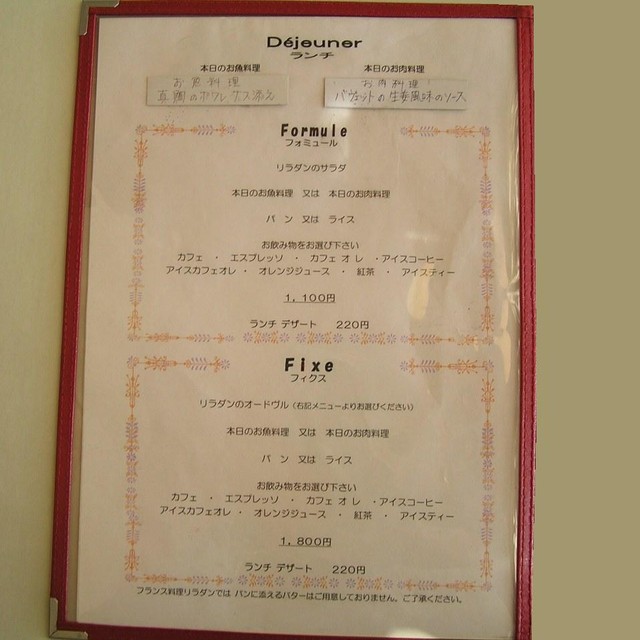 Déjeuner
ランチ
本日のお魚料理　本日のお肉料理
お魚料理　お肉料理
真鯛のポワレ ナス添え　バヴェットの生姜風味のソース
Formule
フォミュール
リラダンのサラダ
本日のお魚料理　又は　本日のお肉料理
パン　又は　ライス
お飲み物をお選び下さい
カフェ ・ エスプレッソ ・ カフェ オ レ ・アイスコーヒー
アイスカフェオレ ・ オレンジジュース ・ 紅茶 ・ アイスティー
1, 100円
ランチ デザート　220円
Fixe
フィクス
リラダンのオードヴル（右記メニューよりお選びください）
本日のお魚料理　又は　本日のお肉料理
パン　又は　ライス
お飲み物をお選び下さい
カフェ ・ エスプレッソ ・ カフェ オ レ ・アイスコーヒー
アイスカフェオレ ・ オレンジジュース ・ 紅茶 ・ アイスティー
1, 800円
ランチ デザート　220円
フランス料理リラダンでは パンに添えるバターはご用意しておりません。ご了承ください。